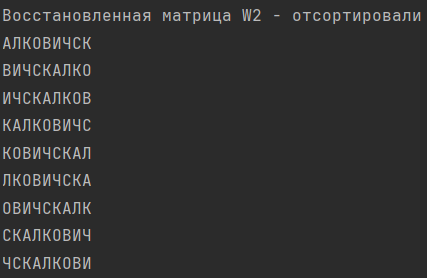 Восстановленная матрица W2 - отсортировали
АЛКОВИЧСК
ВИЧСКАЛКО
ИЧСКАЛКОВ
КАЛКОВИЧС
КОВИЧСКАЛ
ЛКОВИЧСКА
ОВИЧСКАЛК
СКАЛКОВИЧ
ЧСКАЛКОВИ